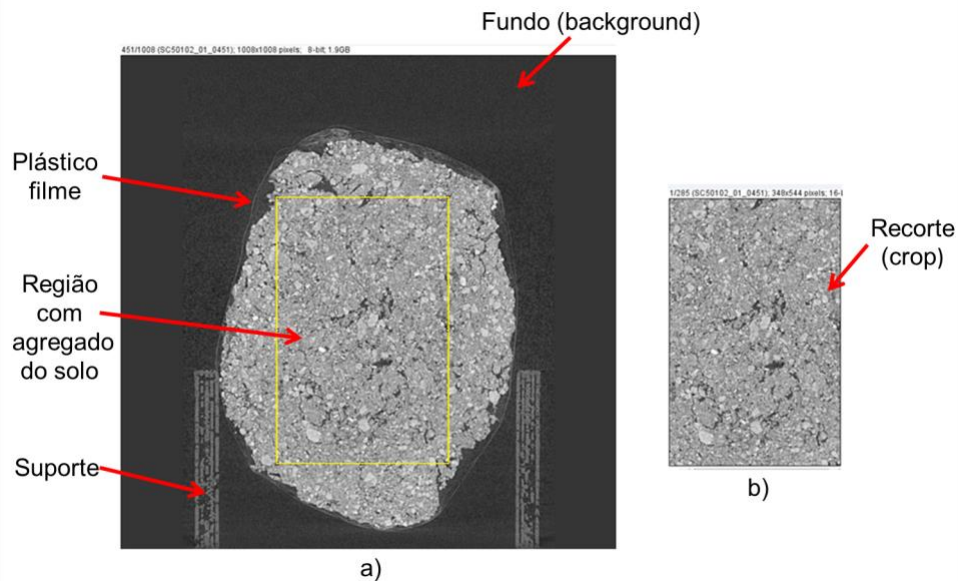 Fundo (background)
451/1008 (SC50102_01_0451); 1008x1008 pixels; 8-bit; 1.9GB
Plástico
filme
1/285 (SC50102_01_0451); 348x544 pixels; 16-
Recorte
(crop)
Região
com
agregado
do solo
Suporte
b)
a)